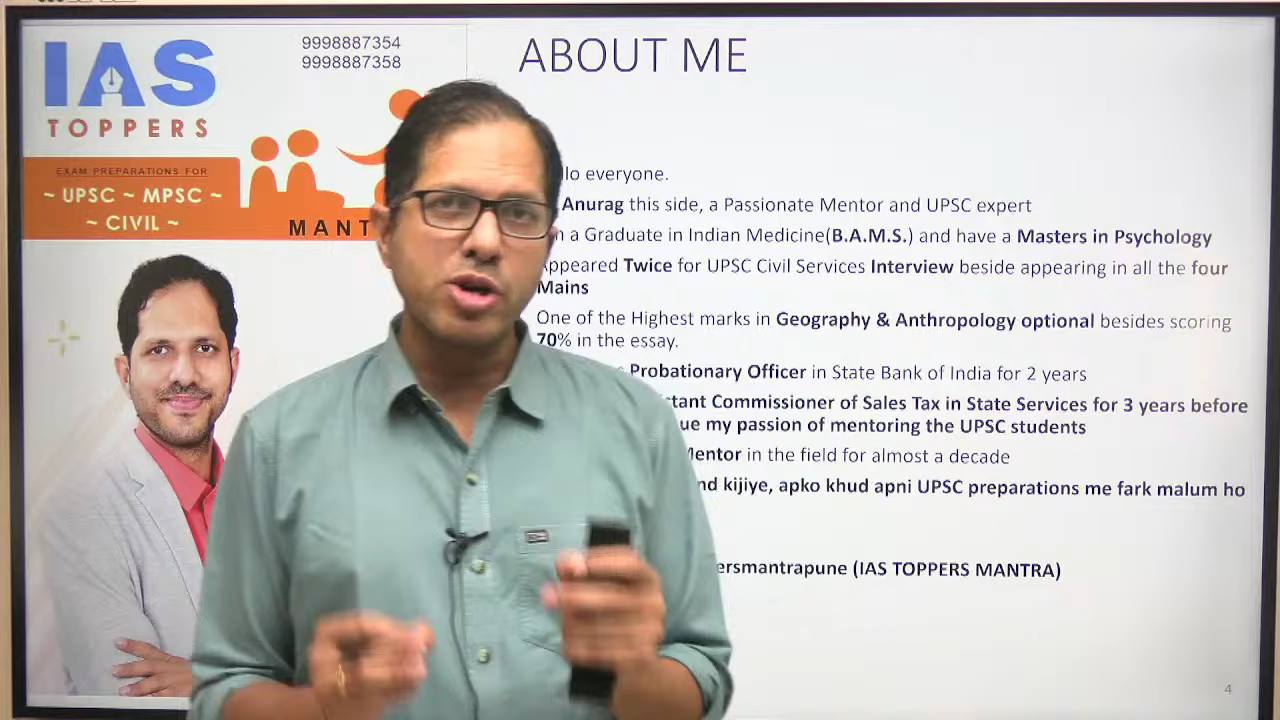 IAS
TOPPERS
EXAM PREPARATIONS FOR
~ UPSC ~ MPSC ~
~ CIVIL ~
9998887354
9998887358
MANT
ABOUT ME
lo everyone.
Anurag this side, a Passionate Mentor and UPSC expert
a Graduate in Indian Medicine(B.A.M.S.) and have a Masters in Psychology
Appeared Twice for UPSC Civil Services Interview beside appearing in all the four
Mains
One of the Highest marks in Geography & Anthropology optional besides scoring
70% in the essay.
Probationary Officer in State Bank of India for 2 years
tant Commissioner of Sales Tax in State Services for 3 years before
ue my passion of mentoring the UPSC students
Mentor in the field for almost a decade
nd kijiye, apko khud apni UPSC preparations me fark malum ho
ersmantrapune (IAS TOPPERS MANTRA)
4